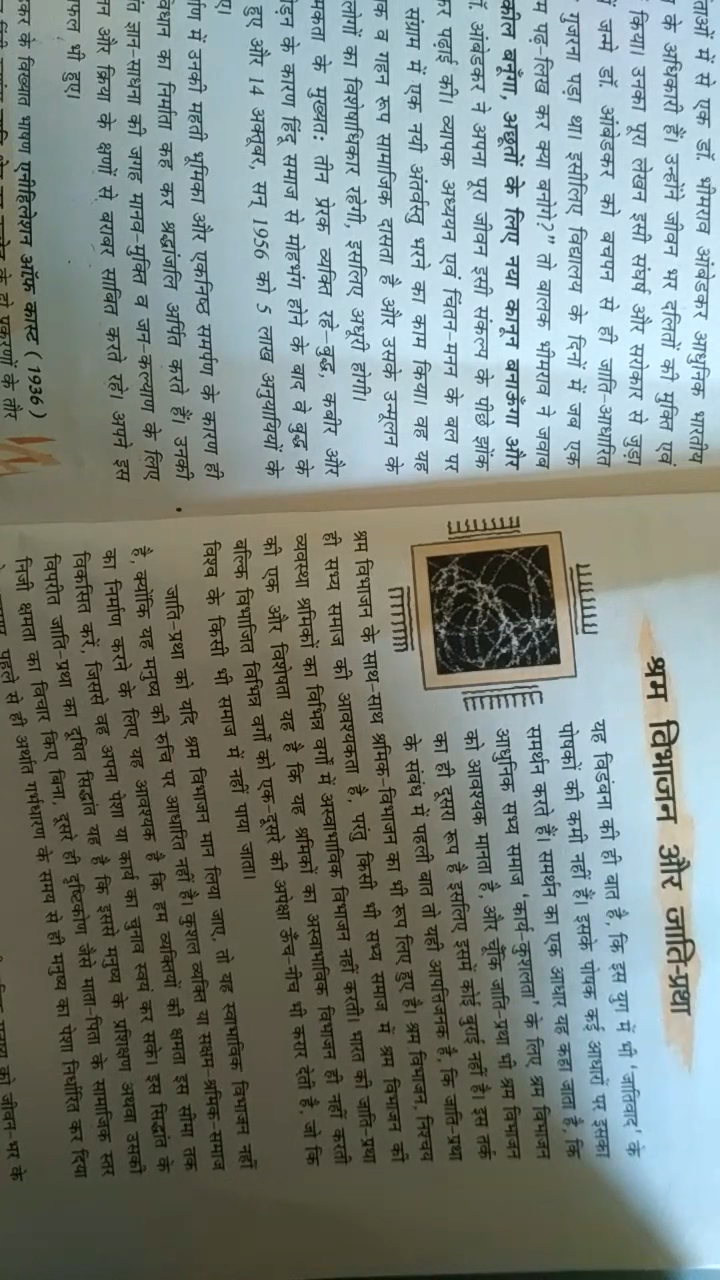 ताओं में से एक डॉ. भीमराव आंबेडकर आधुनिक भारतीय
के अधिकारी हैं। उन्होंने जीवन भर दलितों की मुक्ति एवं
किया। उनका पूरा लेखन इसी संघर्ष और सरोकार से जुड़ा
जन्मे डॉ. आंबेडकर को बचपन से ही जाति-आधारित
गुजरना पड़ा था। इसीलिए विद्यालय के दिनों में जब एक
म पढ़-लिख कर क्या बनोगे?" तो बालक भीमराव ने जवाब
कील बनूँगा, अछूतों के लिए नया कानून बनाऊँगा और
आंबेडकर ने अपना पूरा जीवन इसी संकल्प के पीछे झोंक
कर पढ़ाई की। व्यापक अध्ययन एवं चिंतन-मनन के बल पर
संग्राम में एक नयी अंतर्वस्तु भरने का काम किया। वह यह
क व गहन रूप सामाजिक दासता है और उसके उन्मूलन के
लोगों का विशेषाधिकार रहेगी, इसलिए अधूरी होगी।
मकता के मुख्यतः तीन प्रेरक व्यक्ति रहे–बुद्ध, कबीर और
ड़न के कारण हिंदू समाज से मोहभंग होने के बाद वे बुद्ध के
हुए और 14 अक्तूबर, सन् 1956 को 5 लाख अनुयायियों के
ए।
र्माण में उनकी महती भूमिका और एकनिष्ठ समर्पण के कारण ही
विधान का निर्माता कह कर श्रद्धांजलि अर्पित करते हैं। उनकी
त ज्ञान-साधना की जगह मानव-मुक्ति व जन-कल्याण के लिए
तन और क्रिया के क्षणों से बराबर साबित करते रहे। अपने इस
फल भी हुए।
डकर के विख्यात भाषण एनीहिलेशन ऑफ़ कास्ट (1936)
के दो प्रकरणों के तौर
श्रम विभाजन और जाति-प्रथा
यह विडंबना की ही बात है, कि इस युग में भी 'जातिवाद' के
पोषकों की कमी नहीं हैं। इसके पोषक कई आधारों पर इसका
समर्थन करते हैं। समर्थन का एक आधार यह कहा जाता है, कि
आधुनिक सभ्य समाज 'कार्य-कुशलता' के लिए श्रम विभाजन
को आवश्यक मानता है, और चूँकि जाति-प्रथा भी श्रम विभाजन
का ही दूसरा रूप है इसलिए इसमें कोई बुराई नहीं है। इस तर्क
के संबंध में पहली बात तो यही आपत्तिजनक है, कि जाति-प्रथा
श्रम विभाजन के साथ-साथ श्रमिक-विभाजन का भी रूप लिए हुए है। श्रम विभाजन, निश्चय
ही सभ्य समाज की आवश्यकता है, परंतु किसी भी सभ्य समाज में श्रम विभाजन की
व्यवस्था श्रमिकों का विभिन्न वर्गों में अस्वाभाविक विभाजन नहीं करती। भारत की जाति-प्रथा
की एक और विशेषता यह है कि यह श्रमिकों का अस्वाभाविक विभाजन ही नहीं करती
बल्कि विभाजित विभिन्न वर्गों को एक-दूसरे की अपेक्षा ऊँच-नीच भी करार देती है, जो कि
विश्व के किसी भी समाज में नहीं पाया जाता।
जाति-प्रथा को यदि श्रम विभाजन मान लिया जाए, तो यह स्वाभाविक विभाजन नहीं
है, क्योंकि यह मनुष्य की रुचि पर आधारित नहीं है। कुशल व्यक्ति या सक्षम-श्रमिक-समाज
का निर्माण करने के लिए यह आवश्यक है कि हम व्यक्तियों की क्षमता इस सीमा तक
विकसित करें, जिससे वह अपना पेशा या कार्य का चुनाव स्वयं कर सके। इस सिद्धांत के
विपरीत जाति-प्रथा का दूषित सिद्धांत यह है कि इससे मनुष्य के प्रशिक्षण अथवा उसकी
निजी क्षमता का विचार किए बिना, दूसरे ही दृष्टिकोण जैसे माता-पिता के सामाजिक स्तर
पहले से ही अर्थात गर्भधारण के समय से ही मनुष्य का पेशा निर्धारित कर दिया
को जीवन-भर के